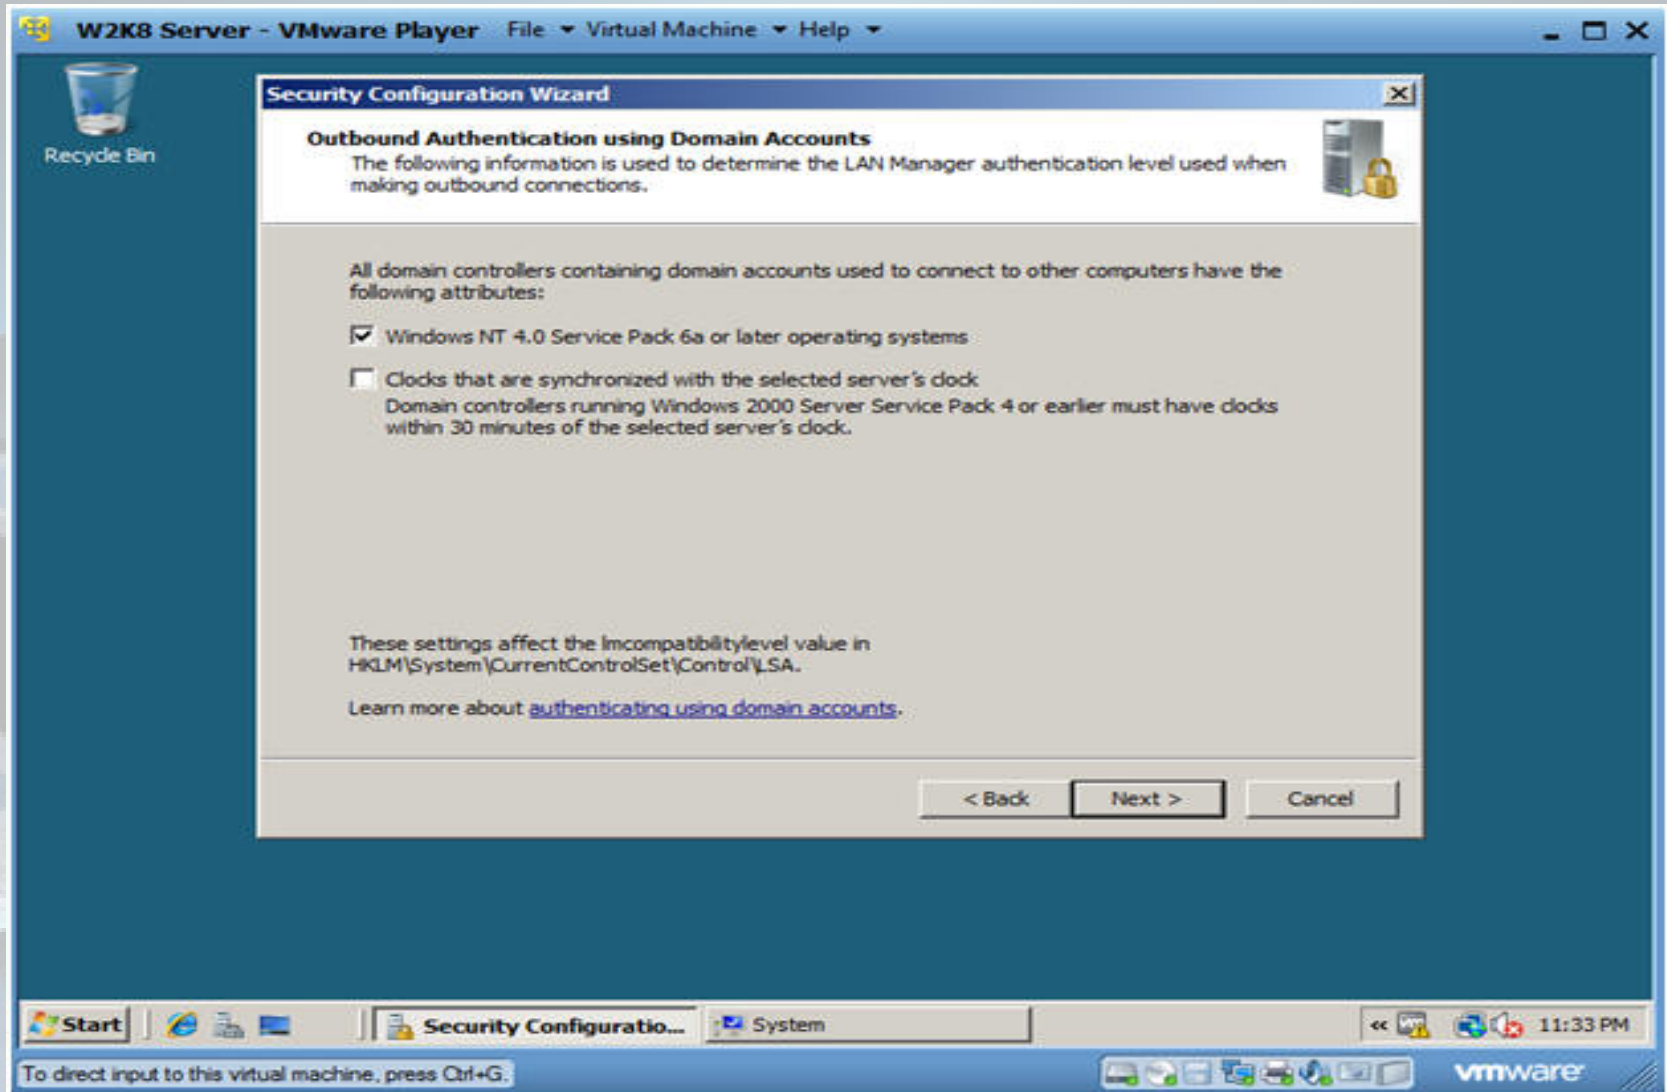 W2K8 Server - VMware Player File Virtual Machine Help
Recycle Bin
Security Configuration Wizard
Outbound Authentication using Domain Accounts
The following information is used to determine the LAN Manager authentication level used when
making outbound connections.
All domain controllers containing domain accounts used to connect to other computers have the
following attributes:
Windows NT 4.0 Service Pack 6a or later operating systems
Clocks that are synchronized with the selected server's clock
Domain controllers running Windows 2000 Server Service Pack 4 or earlier must have clocks
within 30 minutes of the selected server's clock.
These settings affect the lmcompatibilitylevel value in
HKLM\System\CurrentControlSet\Control\LSA.
Learn more about authenticating using domain accounts.
< Back Next > Cancel
Start Security Configuratio... System « 11:33 PM
To direct input to this virtual machine, press Ctrl+G. vmware